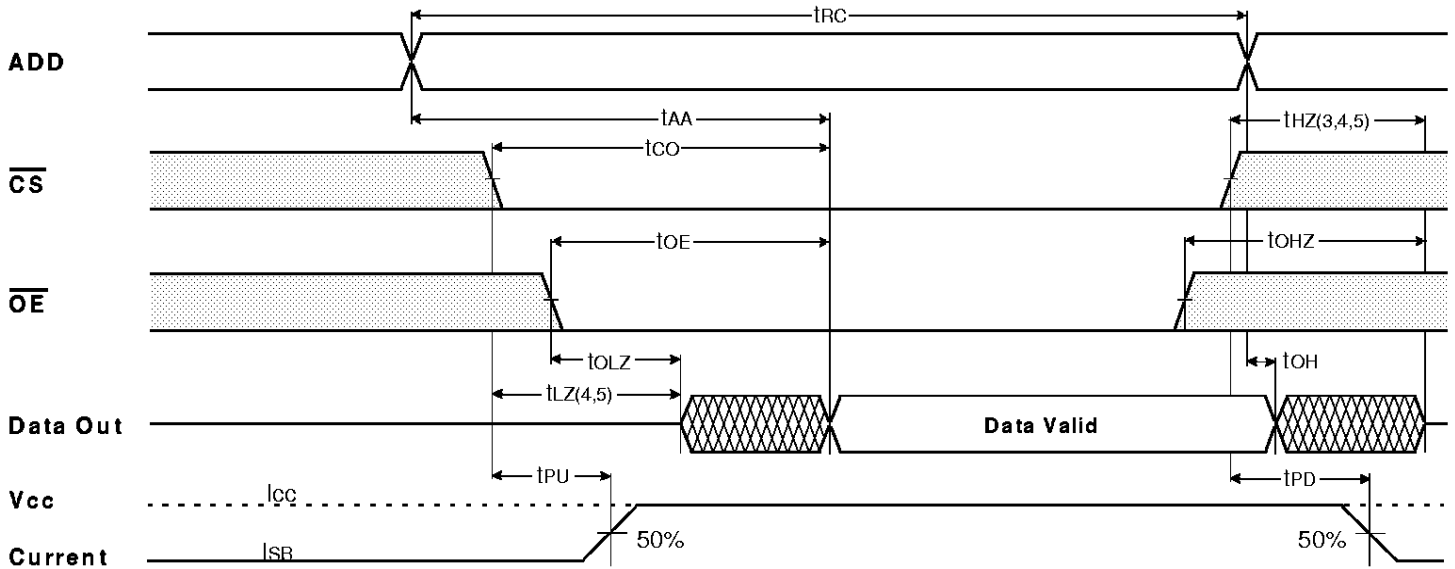 tRC
ADD
tAA
tHZ(3,4,5)
tCO
CS
tOE
tOHZ
OE
tOLZ
tOH
tLZ(4,5)
Data Out
Data Valid
tPU
tPD
Vcc
ICC
50%
50%
Current
ISB